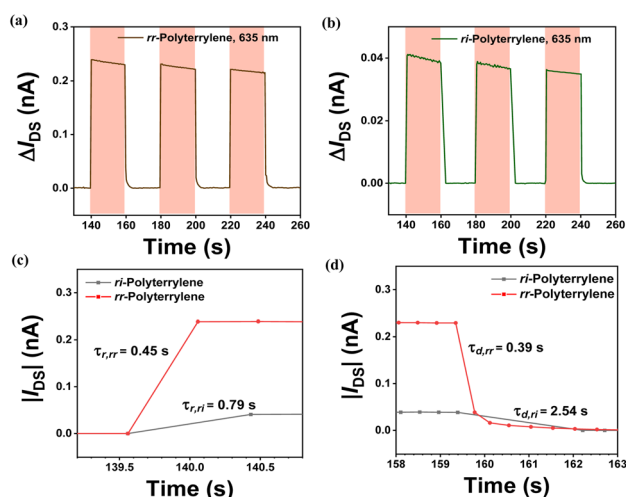 (a)
rr-Polyterrylene, 635 nm
ΔIDS (nA)
0.3
0.2
0.1
0.0
140 160 180 200 220 240 260
Time (s)
(b)
ri-Polyterrylene, 635 nm
ΔIDS (nA)
0.04
0.02
0.00
140 160 180 200 220 240 260
Time (s)
(c)
ri-Polyterrylene
rr-Polyterrylene
|IDS| (nA)
0.3
0.2
0.1
0.0
τr,rr = 0.45 s
τr,ri = 0.79 s
139.5 140.0 140.5
Time (s)
(d)
ri-Polyterrylene
rr-Polyterrylene
|IDS| (nA)
0.3
0.2
0.1
0.0
τd,rr = 0.39 s
τd,ri = 2.54 s
158 159 160 161 162 163
Time (s)